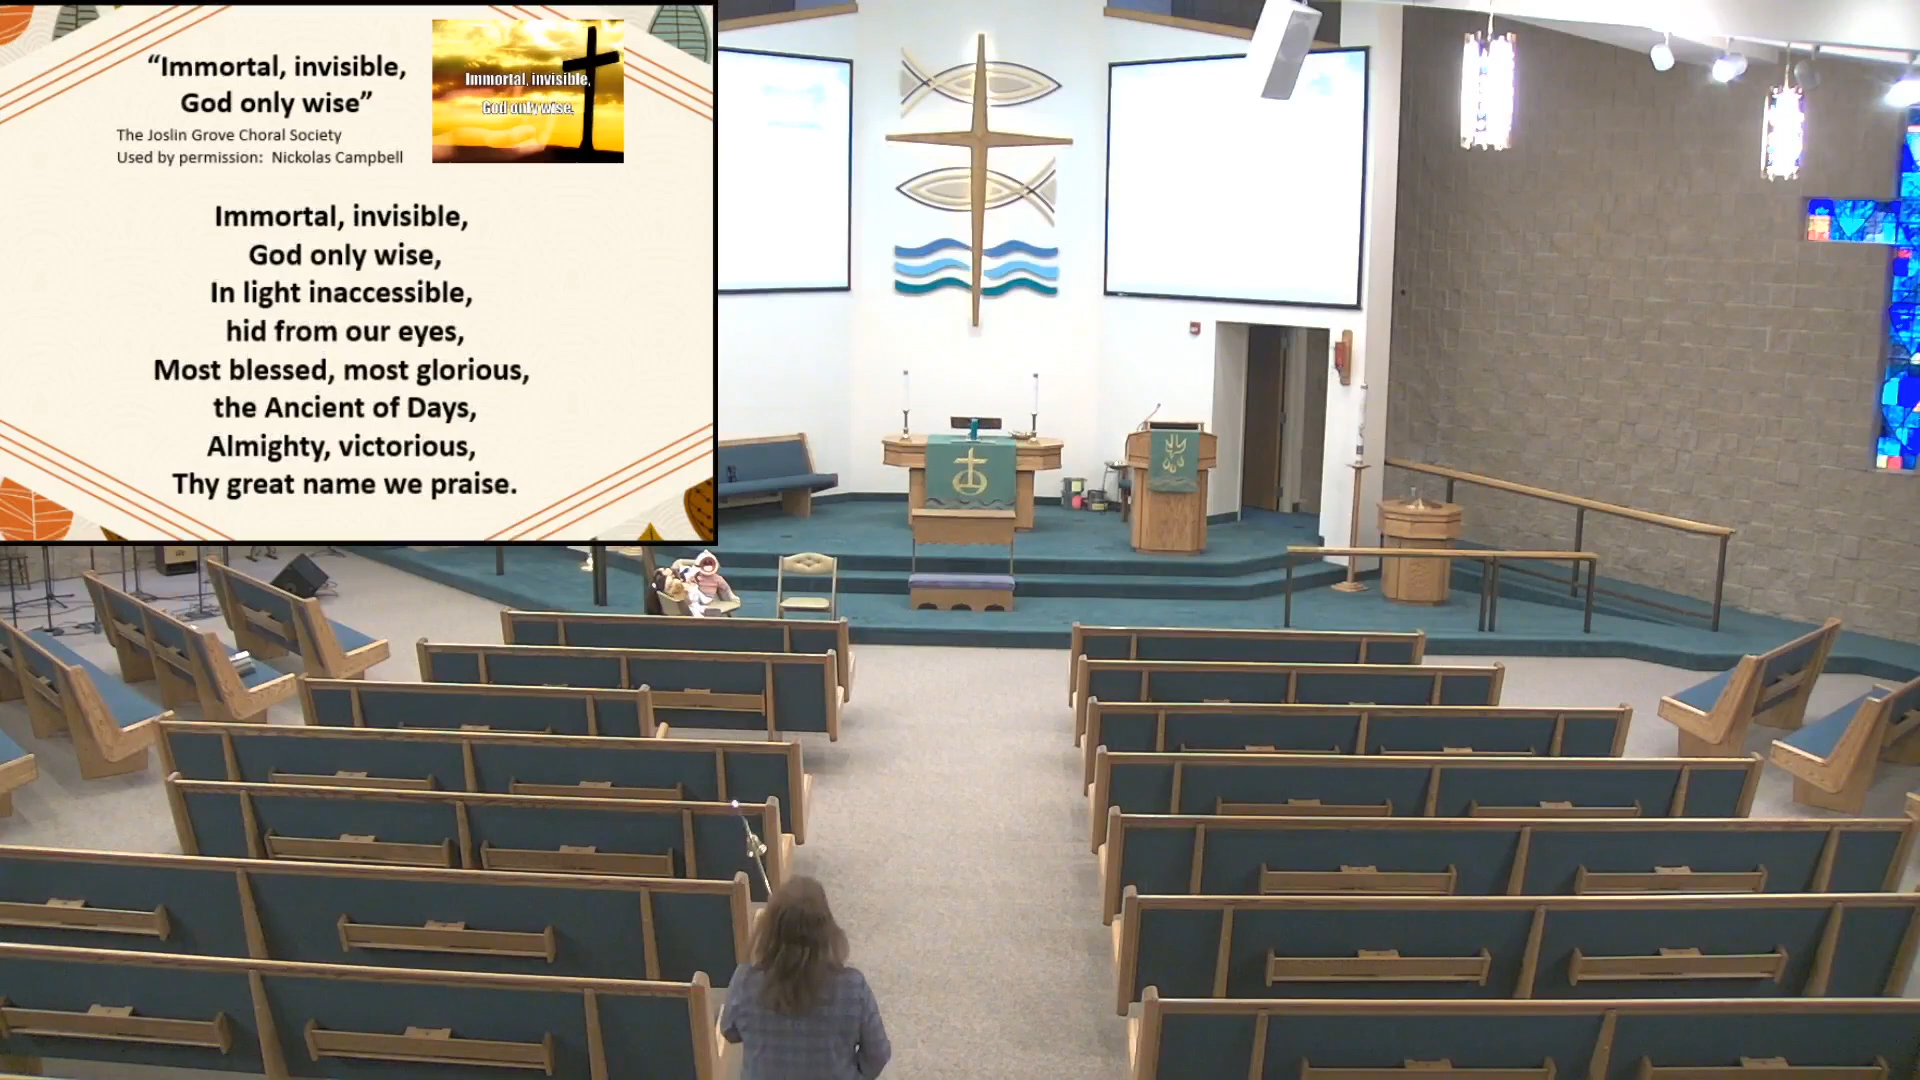 “Immortal, invisible,
God only wise”
The Joslin Grove Choral Society
Used by permission: Nickolas Campbell
Immortal, invisible,
God only wise.
Immortal, invisible,
God only wise,
In light inaccessible,
hid from our eyes,
Most blessed, most glorious,
the Ancient of Days,
Almighty, victorious,
Thy great name we praise.